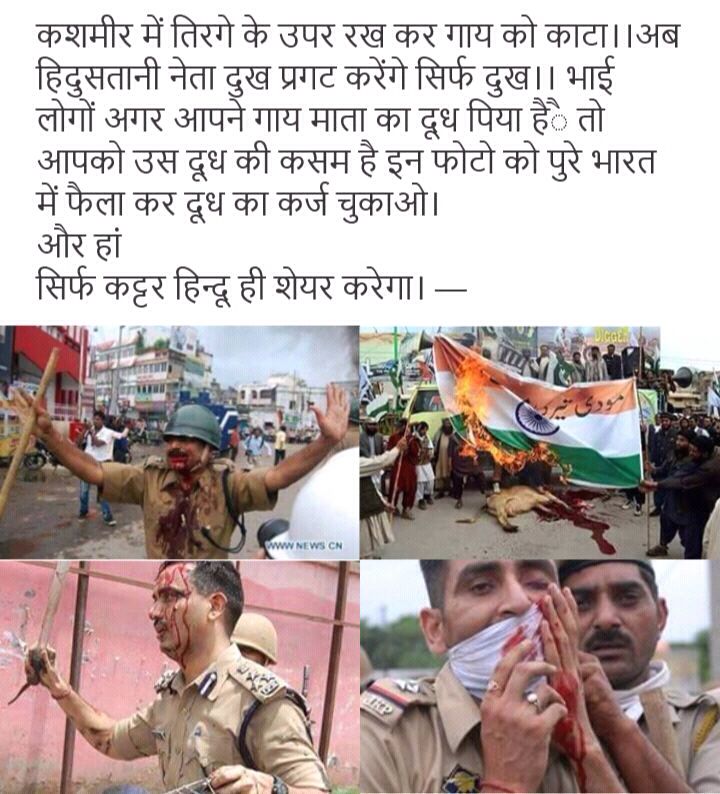 कशमीर में तिरगे के उपर रख कर गाय को काटा।।अब
हिदुसतानी नेता दुख प्रगट करेंगे सिर्फ दुख।। भाई
लोगों अगर आपने गाय माता का दूध पिया हैै तो
आपको उस दूध की कसम है इन फोटो को पुरे भारत
में फैला कर दूध का कर्ज चुकाओ।
और हां
सिर्फ कट्टर हिन्दू ही शेयर करेगा। —
DIGGER
مودی تیری
WWW NEWS CN